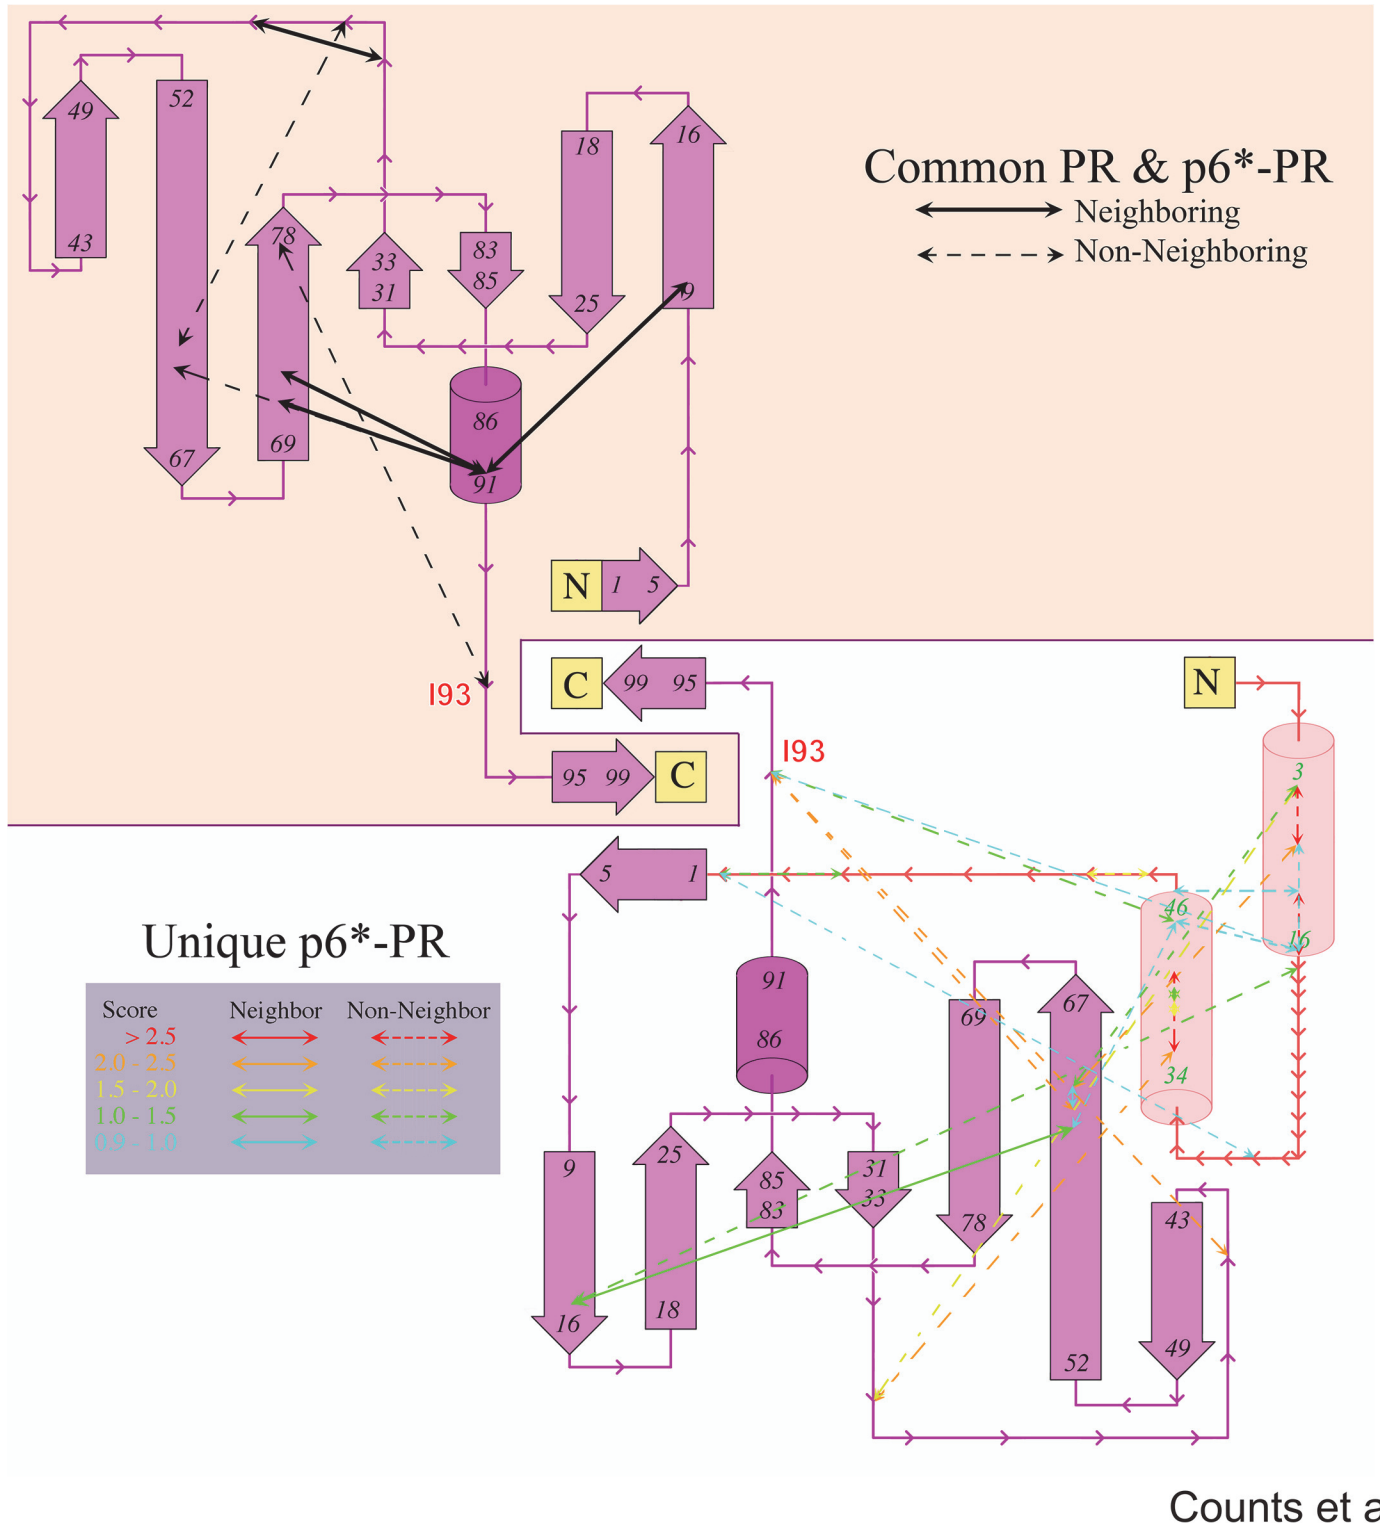 49
52
18
16
Common PR & p6*-PR
Neighboring
Non-Neighboring
43
78
33
31
83
85
25
9
86
67
69
91
N 1 5
I93
C 99 95
N
95 99 C
I93
3
5 1
46
16
Unique p6*-PR
Score Neighbor Non-Neighbor
> 2.5
2.0 - 2.5
1.5 - 2.0
1.0 - 1.5
0.9 - 1.0
91
86
69
67
34
9
25
85
83
31
33
78
43
16
18
52
49
Counts et a